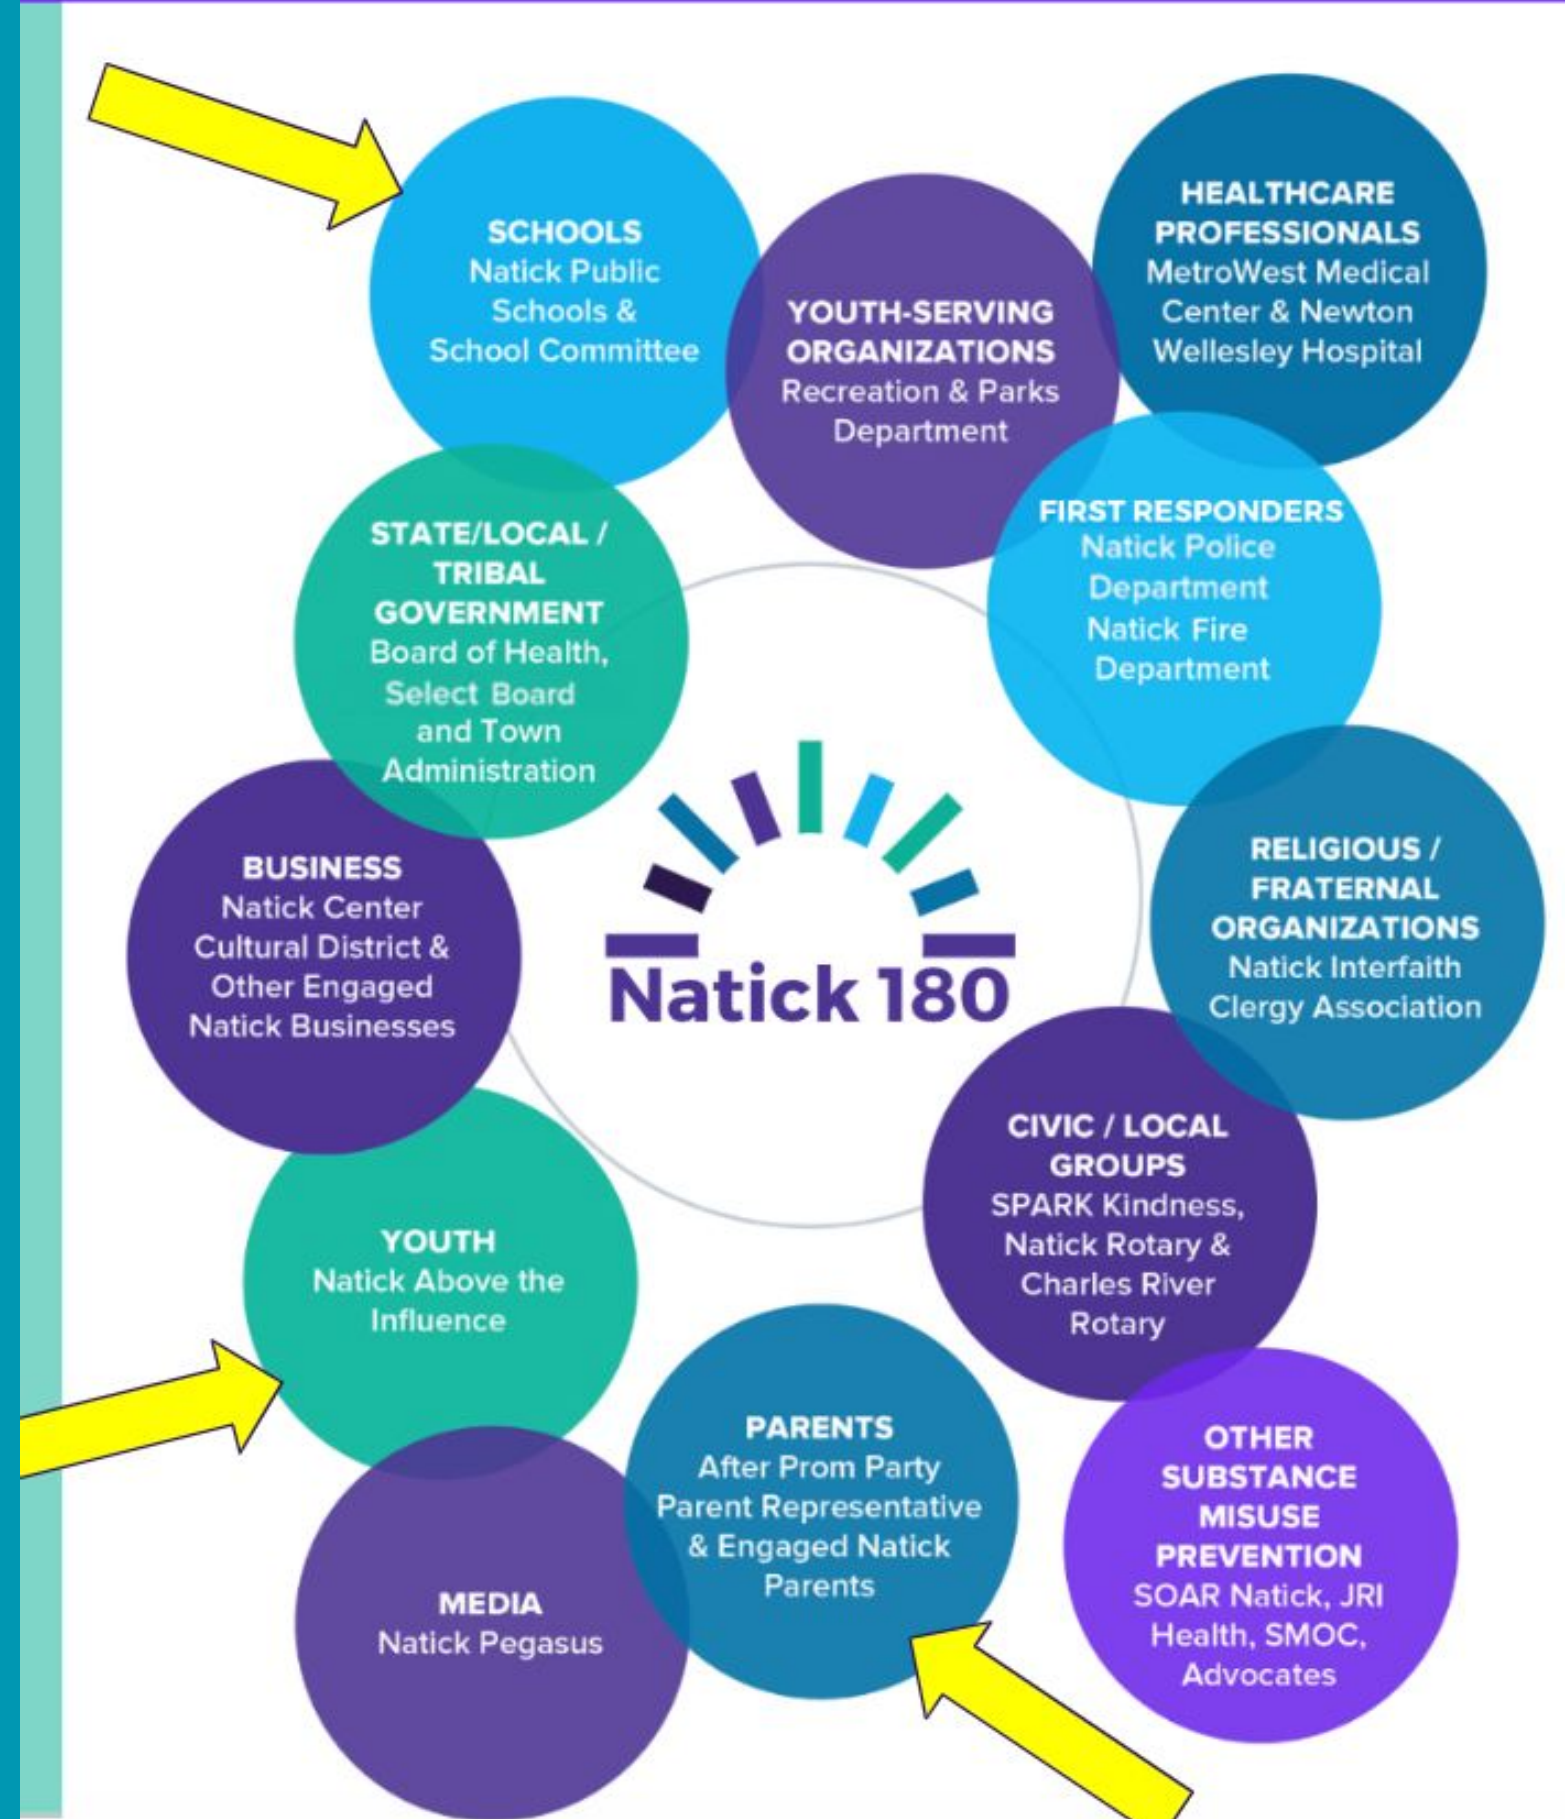 SCHOOLS
Natick Public
Schools &
School Committee
YOUTH-SERVING
ORGANIZATIONS
Recreation & Parks
Department
HEALTHCARE
PROFESSIONALS
MetroWest Medical
Center & Newton
Wellesley Hospital
STATE/LOCAL /
TRIBAL
GOVERNMENT
Board of Health,
Select Board
and Town
Administration
FIRST RESPONDERS
Natick Police
Department
Natick Fire
Department
BUSINESS
Natick Center
Cultural District &
Other Engaged
Natick Businesses
Natick 180
RELIGIOUS /
FRATERNAL
ORGANIZATIONS
Natick Interfaith
Clergy Association
YOUTH
Natick Above the
Influence
CIVIC / LOCAL
GROUPS
SPARK Kindness,
Natick Rotary &
Charles River
Rotary
MEDIA
Natick Pegasus
PARENTS
After Prom Party
Parent Representative
& Engaged Natick
Parents
OTHER
SUBSTANCE
MISUSE
PREVENTION
SOAR Natick, JRI
Health, SMOC,
Advocates